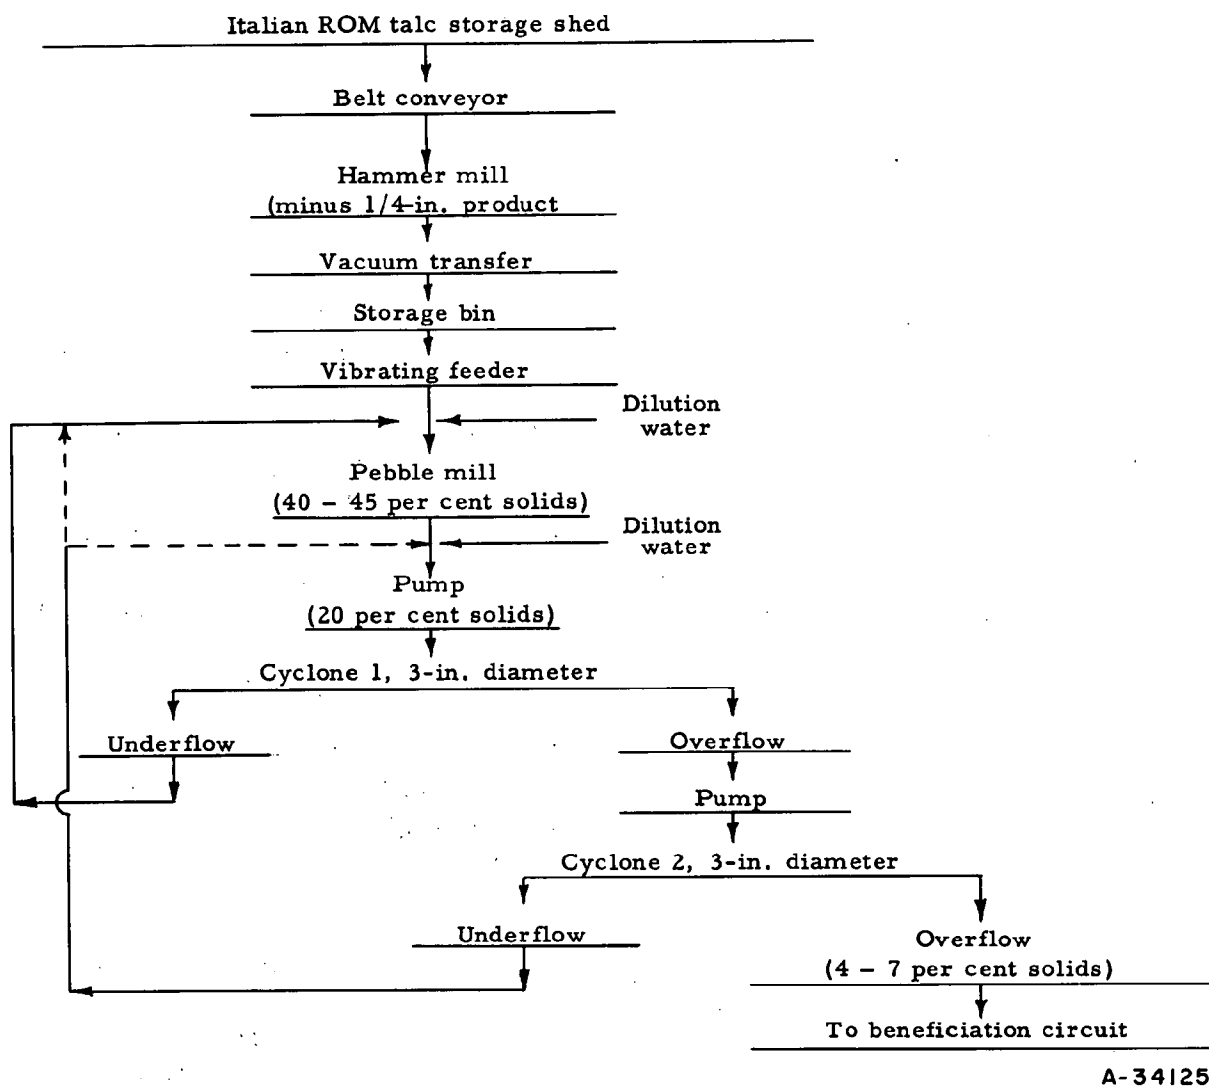 Italian ROM talc storage shed
Belt conveyor
Hammer mill
(minus 1/4-in. product
Vacuum transfer
Storage bin
Vibrating feeder
Dilution
water
Pebble mill
(40 - 45 per cent solids)
Dilution
water
Pump
(20 per cent solids)
Cyclone 1, 3-in. diameter
Underflow
Overflow
Pump
Cyclone 2, 3-in. diameter
Underflow
Overflow
(4 - 7 per cent solids)
To beneficiation circuit
A-34125